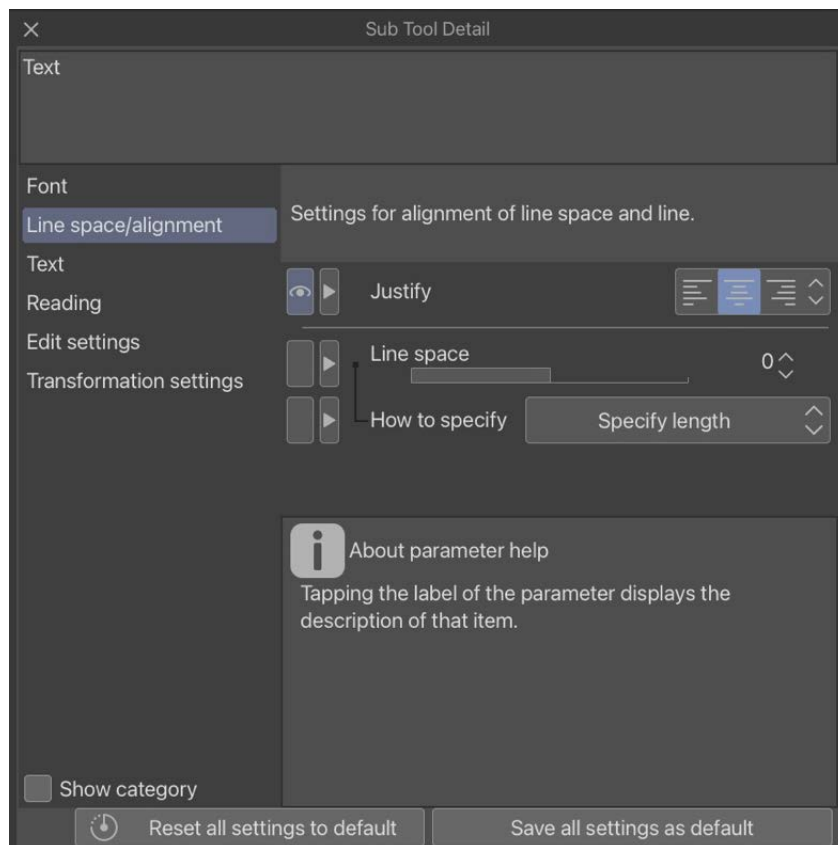 Sub Tool Detail
Text
Font
Line space/alignment
Text
Reading
Edit settings
Transformation settings
Settings for alignment of line space and line.
Justify
Line space 0
How to specify Specify length
About parameter help
Tapping the label of the parameter displays the
description of that item.
Show category
Reset all settings to default Save all settings as default